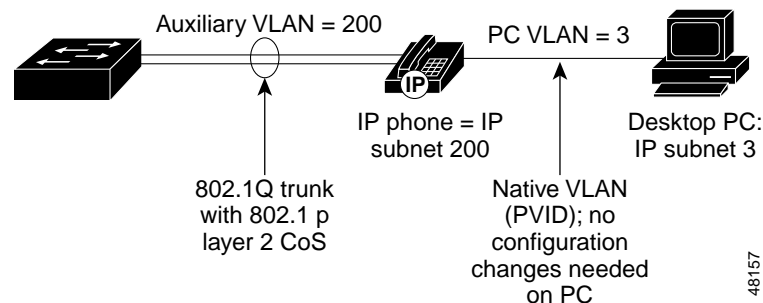 Auxiliary VLAN = 200
PC VLAN = 3
IP
IP phone = IP
subnet 200
Desktop PC:
IP subnet 3
802.1Q trunk
with 802.1 p
layer 2 CoS
Native VLAN
(PVID); no
configuration
changes needed
on PC
48157